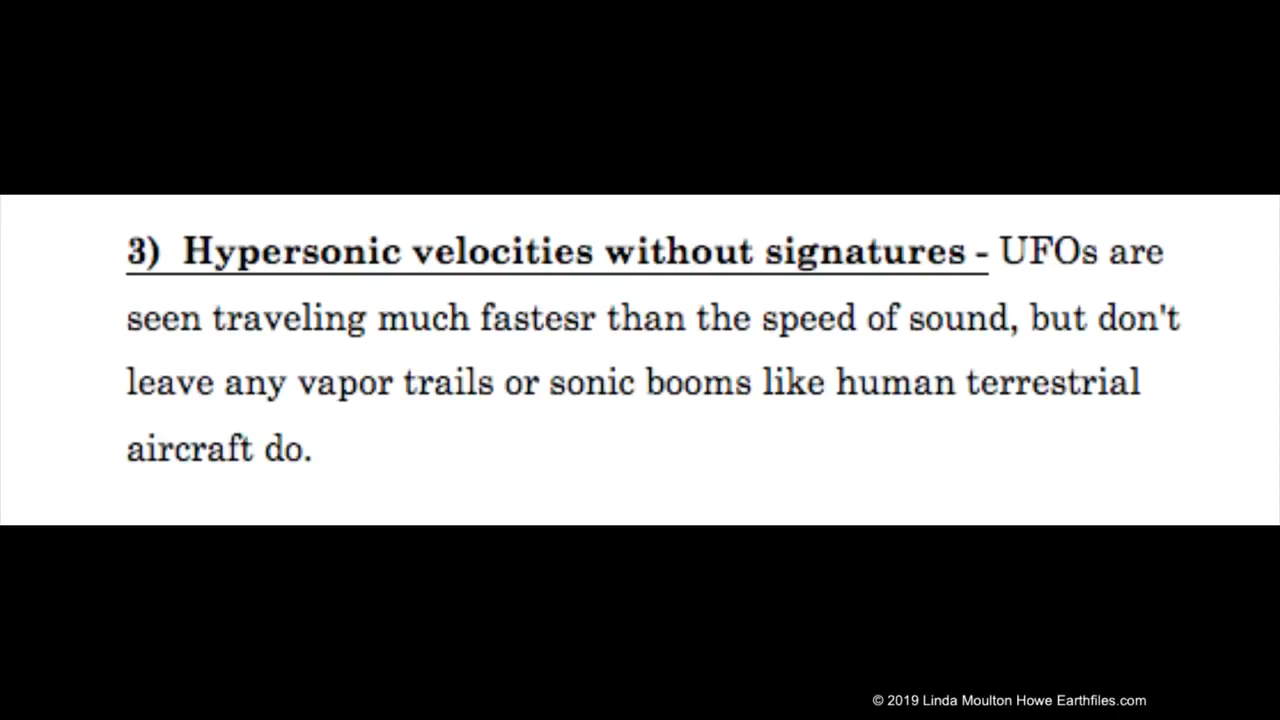 3)  Hypersonic velocities without signatures - UFOs are
seen traveling much fastesr than the speed of sound, but don't
leave any vapor trails or sonic booms like human terrestrial
aircraft do.
© 2019 Linda Moulton Howe Earthfiles.com